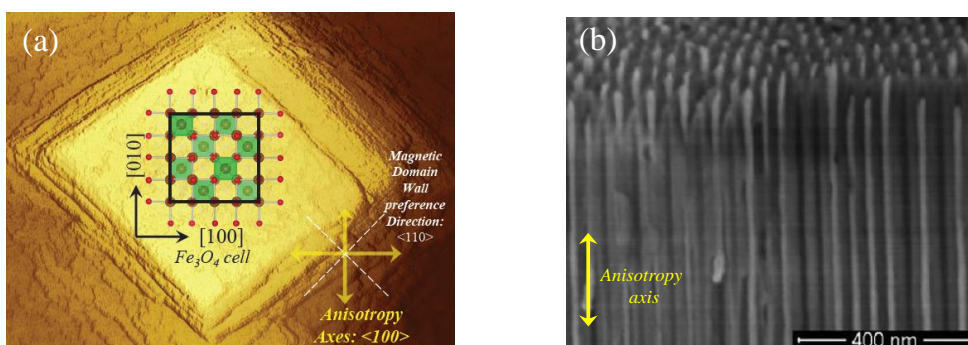 (a)
[010]
[100]
Fe₃O₄ cell
Magnetic
Domain
Wall
preference
Direction:
<110>
Anisotropy
Axes: <100>
(b)
Anisotropy
axis
400 nm